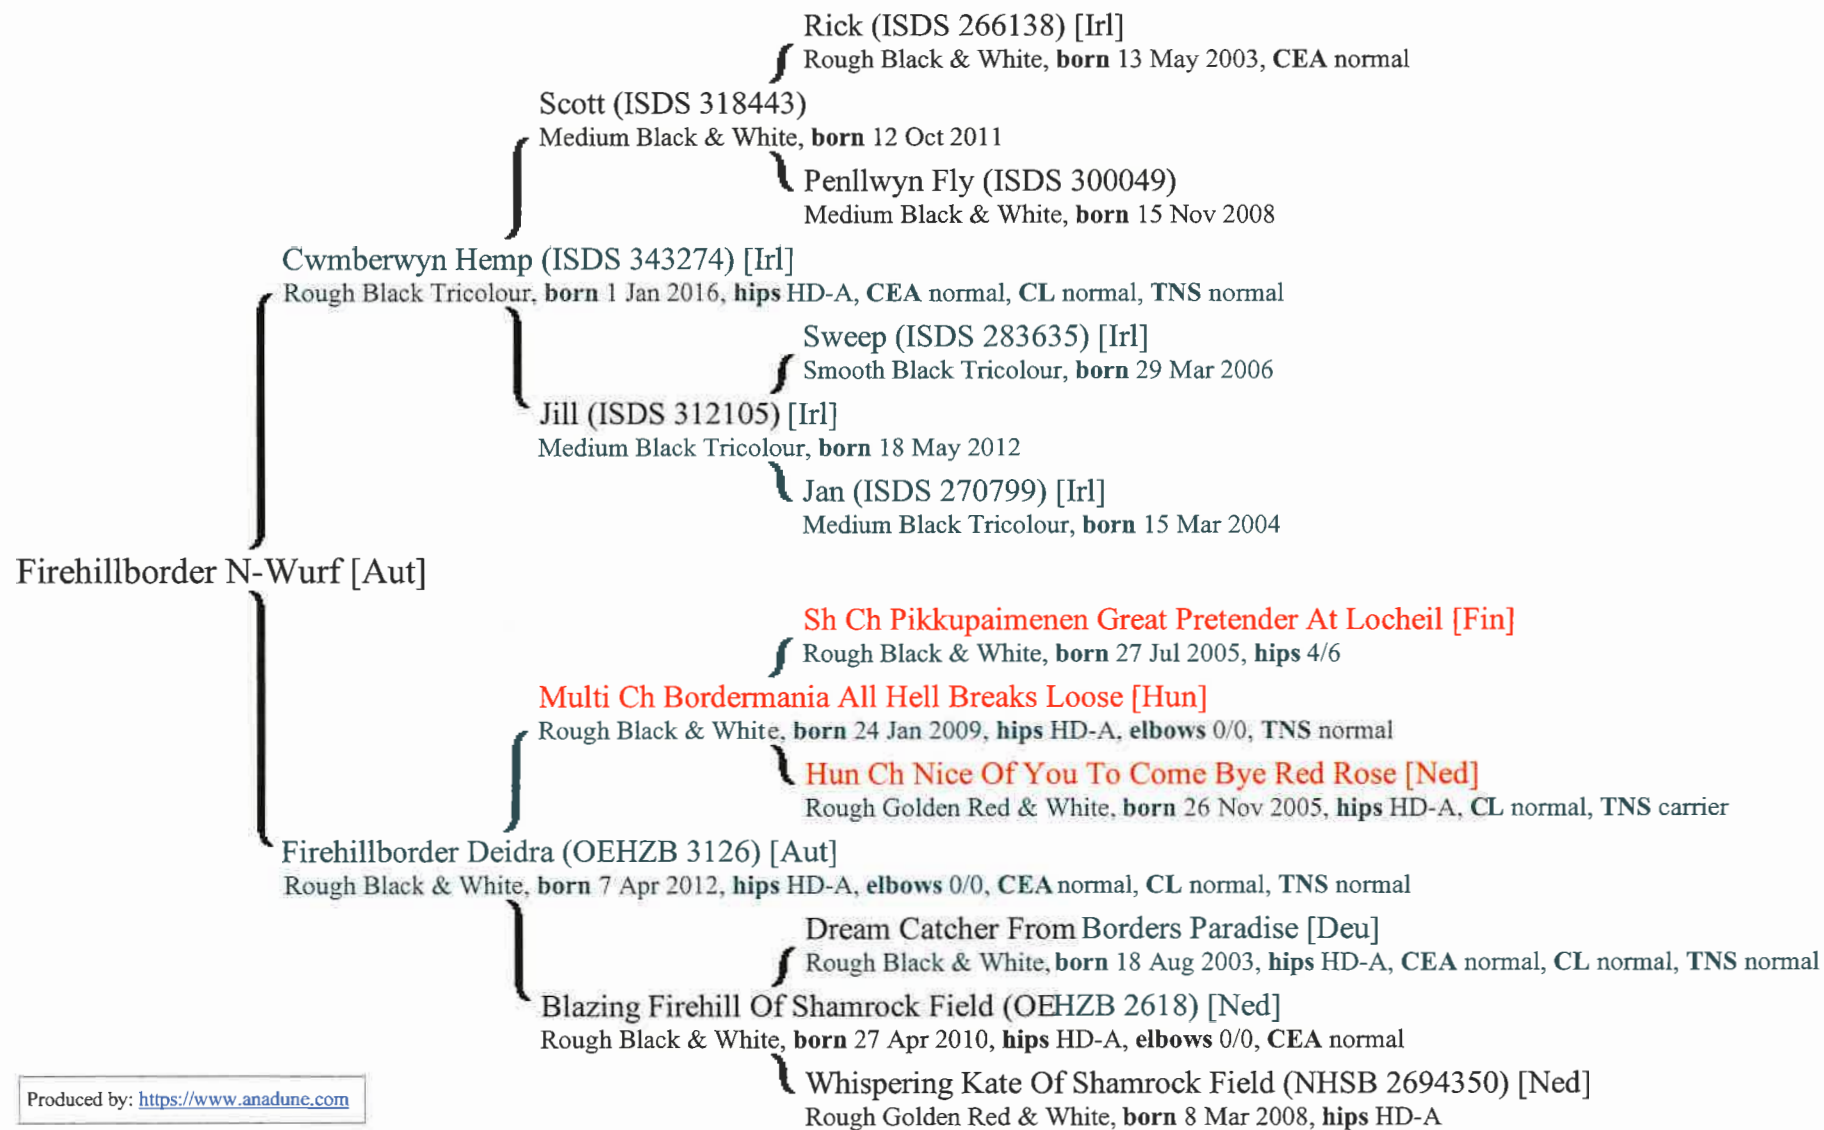 Rick (ISDS 266138) [Irl]
Rough Black & White, born 13 May 2003, CEA normal
Scott (ISDS 318443)
Medium Black & White, born 12 Oct 2011
Penllwyn Fly (ISDS 300049)
Medium Black & White, born 15 Nov 2008
Cwmberwyn Hemp (ISDS 343274) [Irl]
Rough Black Tricolour, born 1 Jan 2016, hips HD-A, CEA normal, CL normal, TNS normal
Sweep (ISDS 283635) [Irl]
Smooth Black Tricolour, born 29 Mar 2006
Jill (ISDS 312105) [Irl]
Medium Black Tricolour, born 18 May 2012
Jan (ISDS 270799) [Irl]
Medium Black Tricolour, born 15 Mar 2004
Firehillborder N-Wurf [Aut]
Sh Ch Pikkupaimenen Great Pretender At Locheil [Fin]
Rough Black & White, born 27 Jul 2005, hips 4/6
Multi Ch Bordermania All Hell Breaks Loose [Hun]
Rough Black & White, born 24 Jan 2009, hips HD-A, elbows 0/0, TNS normal
Hun Ch Nice Of You To Come Bye Red Rose [Ned]
Rough Golden Red & White, born 26 Nov 2005, hips HD-A, CL normal, TNS carrier
Firehillborder Deidra (OEHZB 3126) [Aut]
Rough Black & White, born 7 Apr 2012, hips HD-A, elbows 0/0, CEA normal, CL normal, TNS normal
Dream Catcher From Borders Paradise [Deu]
Rough Black & White, born 18 Aug 2003, hips HD-A, CEA normal, CL normal, TNS normal
Blazing Firehill Of Shamrock Field (OEHZB 2618) [Ned]
Rough Black & White, born 27 Apr 2010, hips HD-A, elbows 0/0, CEA normal
Whispering Kate Of Shamrock Field (NHSB 2694350) [Ned]
Rough Golden Red & White, born 8 Mar 2008, hips HD-A
Produced by: https://www.anadune.com